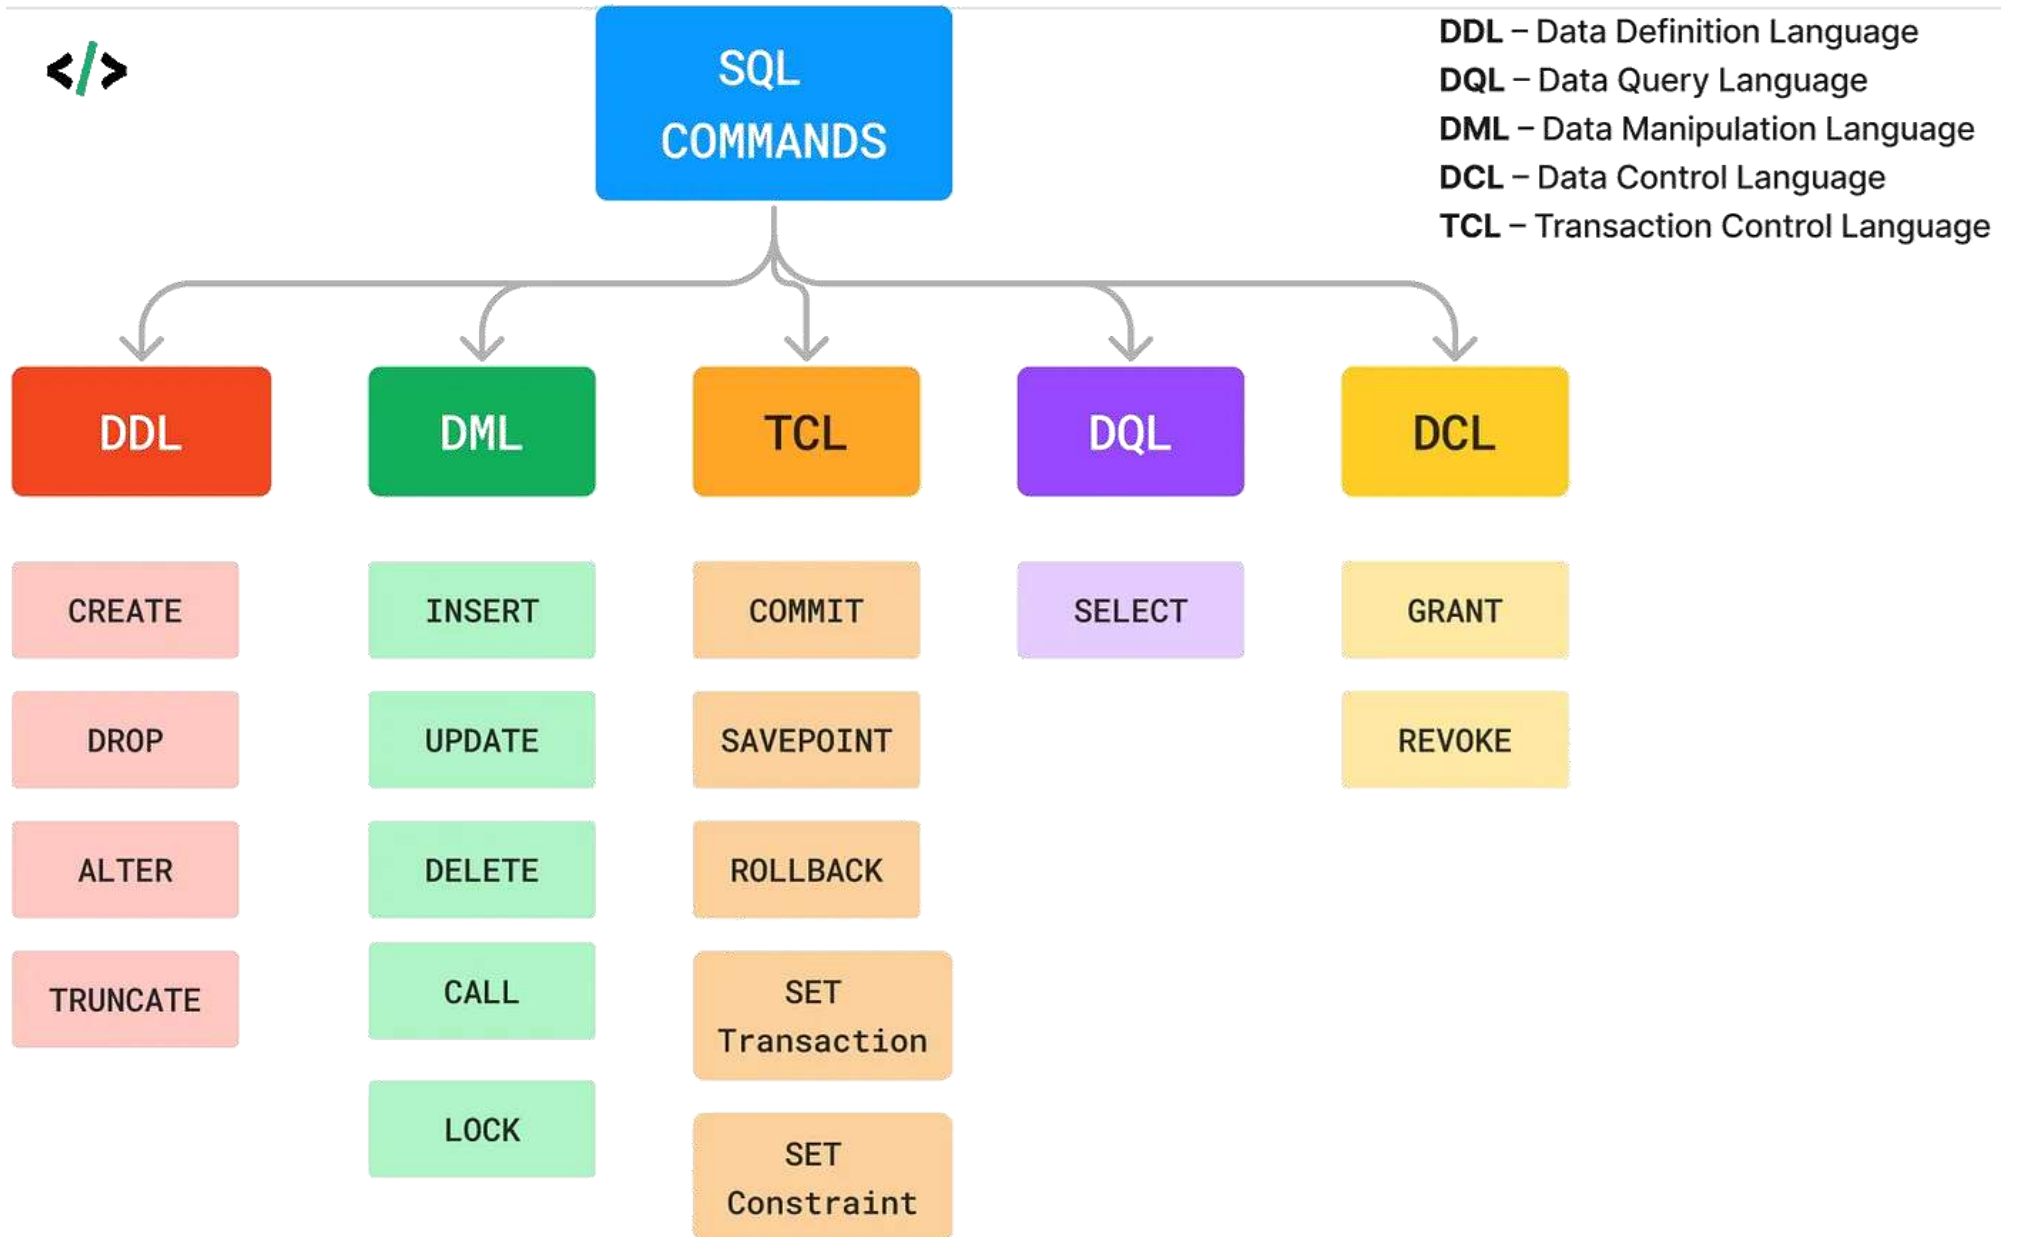 </>
SQL
COMMANDS
DDL – Data Definition Language
DQL – Data Query Language
DML – Data Manipulation Language
DCL – Data Control Language
TCL – Transaction Control Language
DDL
DML
TCL
DQL
DCL
CREATE
INSERT
COMMIT
SELECT
GRANT
DROP
UPDATE
SAVEPOINT
REVOKE
ALTER
DELETE
ROLLBACK
TRUNCATE
CALL
SET
Transaction
LOCK
SET
Constraint